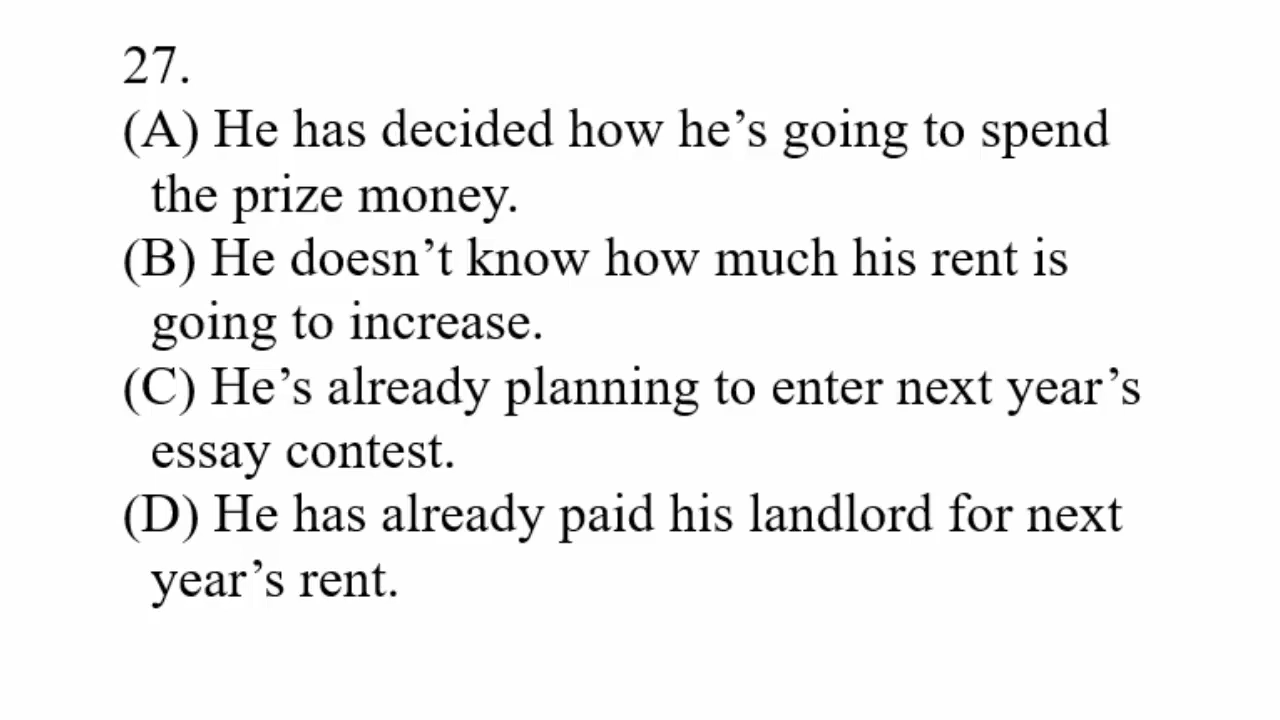 27.
(A) He has decided how he’s going to spend
the prize money.
(B) He doesn’t know how much his rent is
going to increase.
(C) He’s already planning to enter next year’s
essay contest.
(D) He has already paid his landlord for next
year’s rent.